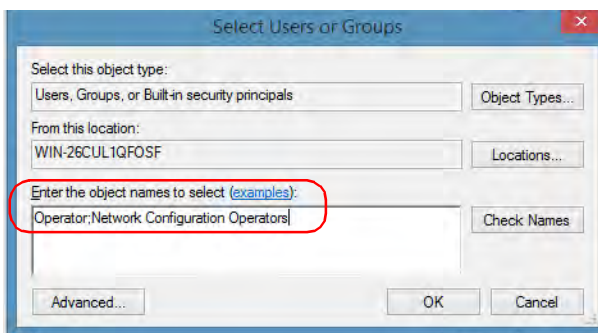 Select Users or Groups
Select this object type:
Users, Groups, or Built-in security principals
Object Types...
From this location:
WIN-26CUL1QFOSF
Locations...
Enter the object names to select (examples):
Operator;Network Configuration Operators
Check Names
Advanced...
OK
Cancel